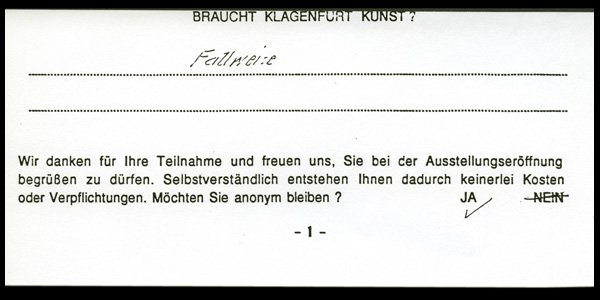 BRAUCHT KLAGENFURT KUNST?
Fallweise
Wir danken für Ihre Teilnahme und freuen uns, Sie bei der Ausstellungseröffnung
begrüßen zu dürfen. Selbstverständlich entstehen Ihnen dadurch keinerlei Kosten
oder Verpflichtungen. Möchten Sie anonym bleiben ? JA NEIN
- 1 -